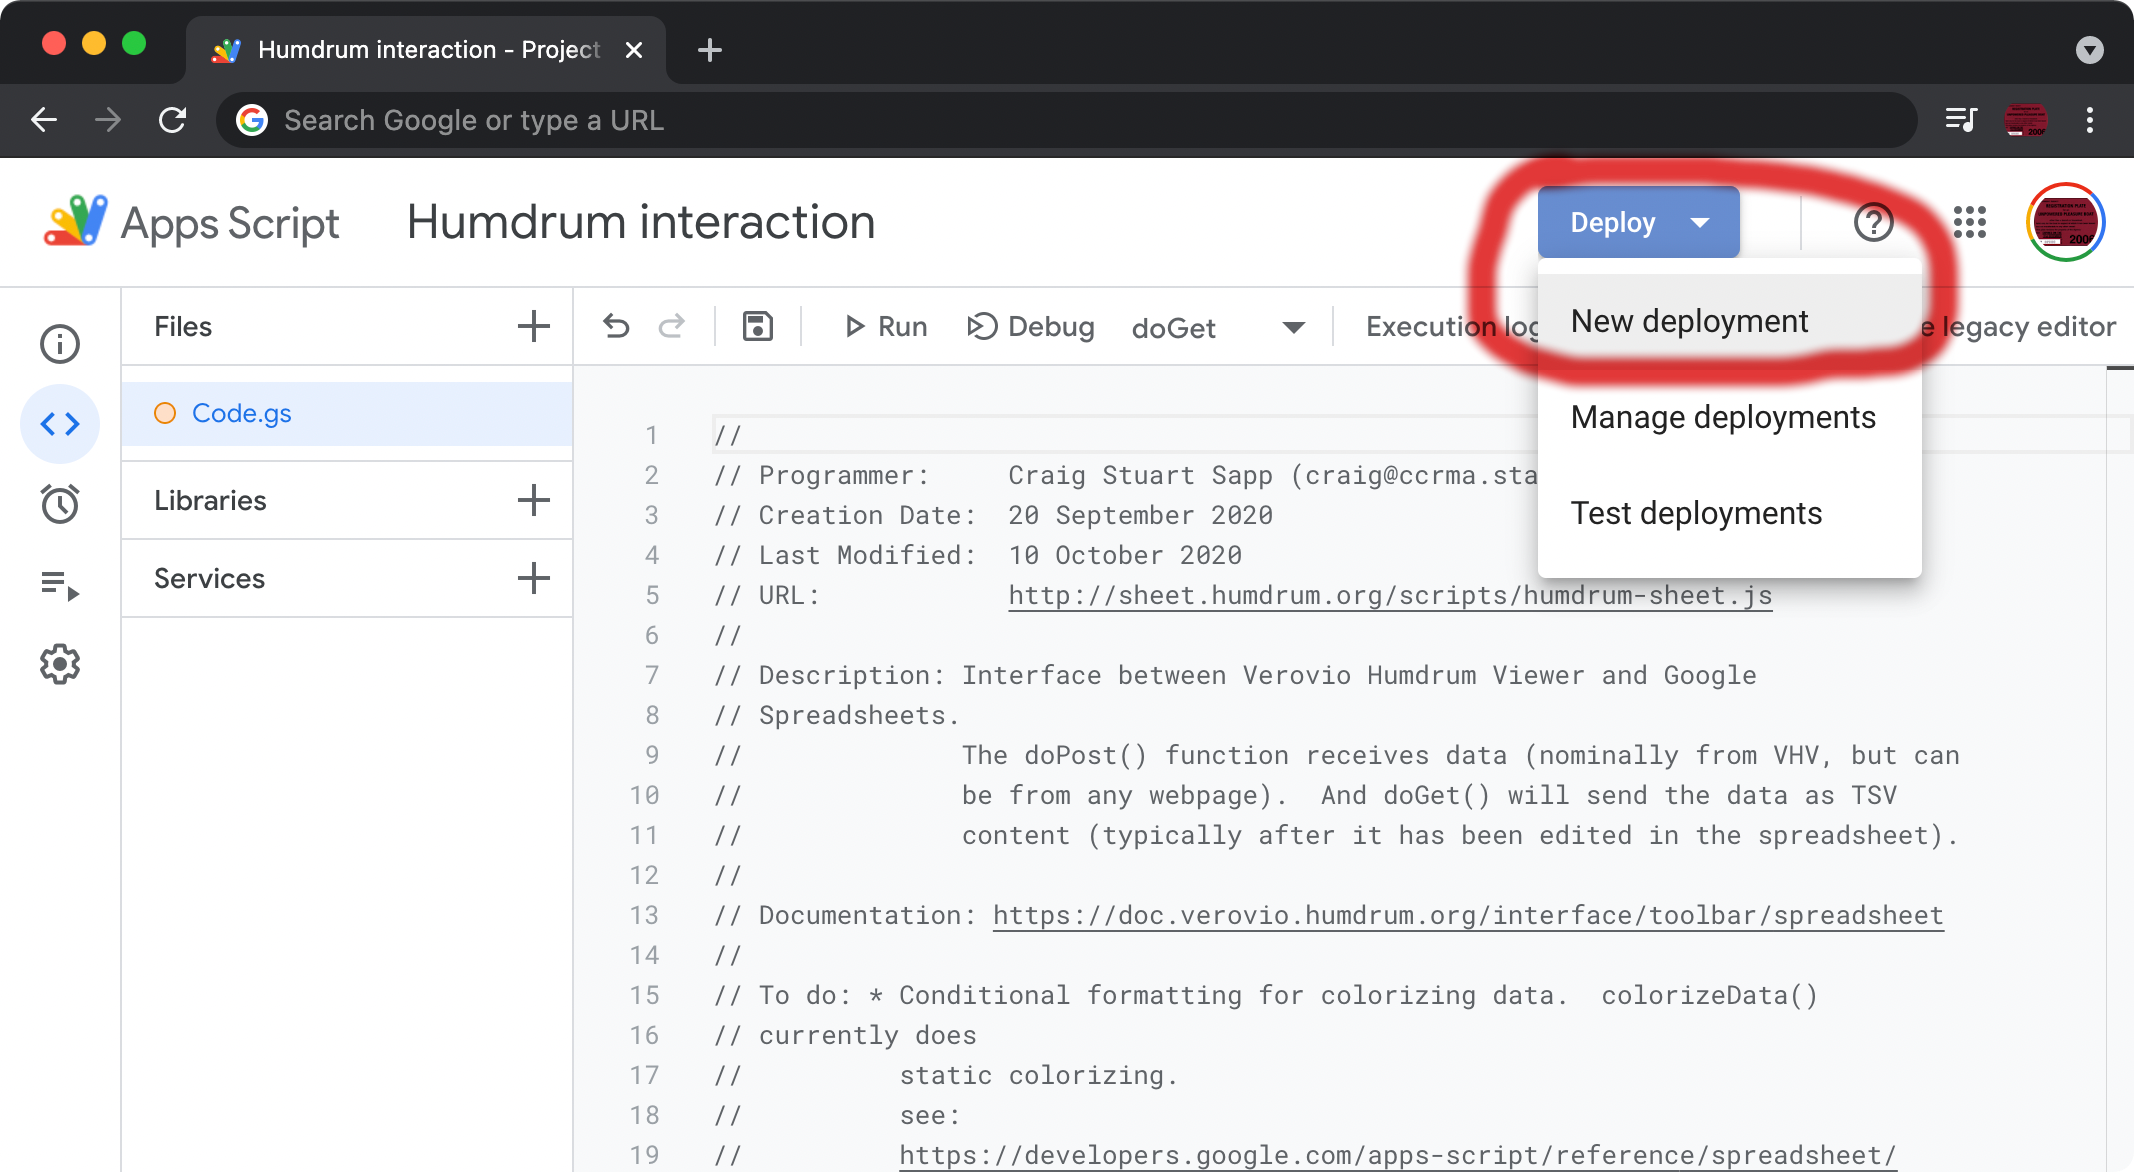 Humdrum interaction - Project
Search Google or type a URL
Apps Script
Humdrum interaction
Deploy
New deployment
Manage deployments
Test deployments
Files
Code.gs
Libraries
Services
Run
Debug
doGet
Execution log
legacy editor
1 //
2 // Programmer: Craig Stuart Sapp (craig@ccrma.sta
3 // Creation Date: 20 September 2020
4 // Last Modified: 10 October 2020
5 // URL: http://sheet.humdrum.org/scripts/humdrum-sheet.js
6 //
7 // Description: Interface between Verovio Humdrum Viewer and Google
8 // Spreadsheets.
9 // The doPost() function receives data (nominally from VHV, but can
10 // be from any webpage). And doGet() will send the data as TSV
11 // content (typically after it has been edited in the spreadsheet).
12 //
13 // Documentation: https://doc.verovio.humdrum.org/interface/toolbar/spreadsheet
14 //
15 // To do: * Conditional formatting for colorizing data. colorizeData()
16 // currently does
17 // static colorizing.
18 // see:
19 // https://developers.google.com/apps-script/reference/spreadsheet/